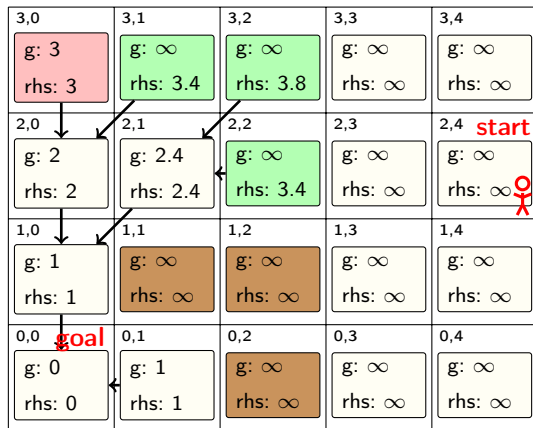 3,0 3,1 3,2 3,3 3,4
g: 3 g: ∞ g: ∞ g: ∞ g: ∞
rhs: 3 rhs: 3.4 rhs: 3.8 rhs: ∞ rhs: ∞
2,0 2,1 2,2 2,3 2,4 start
g: 2 g: 2.4 g: ∞ g: ∞ g: ∞
rhs: 2 rhs: 2.4 rhs: 3.4 rhs: ∞ rhs: ∞
1,0 1,1 1,2 1,3 1,4
g: 1 g: ∞ g: ∞ g: ∞ g: ∞
rhs: 1 rhs: ∞ rhs: ∞ rhs: ∞ rhs: ∞
0,0 goal 0,1 0,2 0,3 0,4
g: 0 g: 1 g: ∞ g: ∞ g: ∞
rhs: 0 rhs: 1 rhs: ∞ rhs: ∞ rhs: ∞